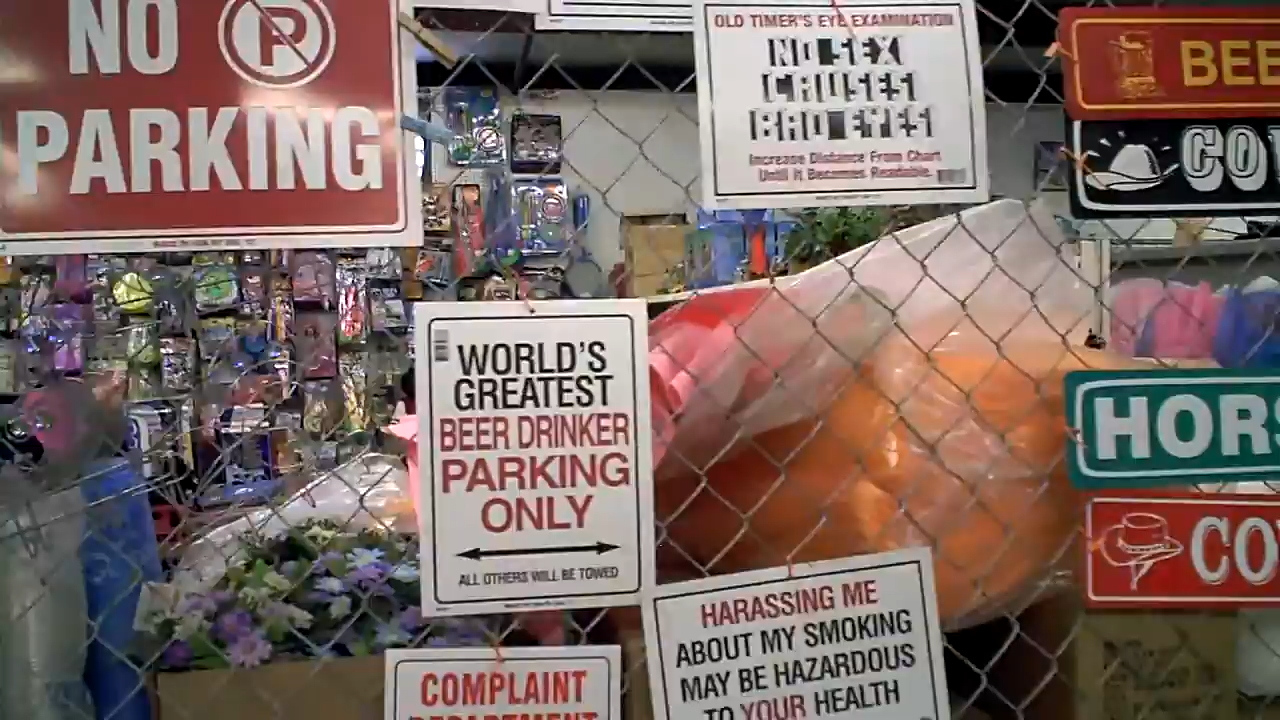 NO P
PARKING
OLD TIMER'S EYE EXAMINATION
NO SEX
CAUSES
BAD EYES
Increase Distance From Chart
Until it Becomes Readable.
BEE
CO
WORLD'S
GREATEST
BEER DRINKER
PARKING
ONLY
ALL OTHERS WILL BE TOWED
HORS
CO
HARASSING ME
ABOUT MY SMOKING
MAY BE HAZARDOUS
TO YOUR HEALTH
COMPLAINT
DEPARTMENT